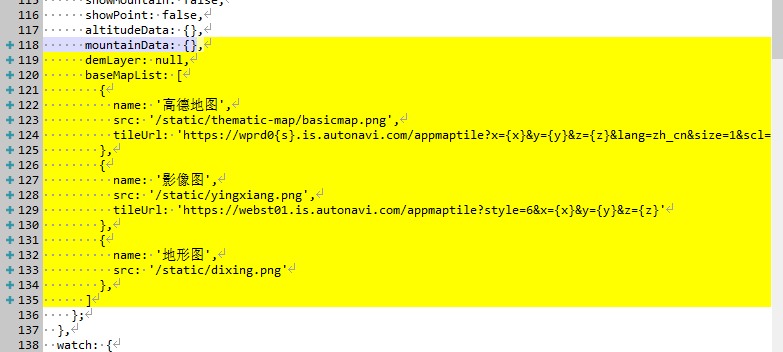 115 showMountain: false,
116 showPoint: false,
117 altitudeData: {},
118 mountainData: {},
119 demLayer: null,
120 baseMapList: [
121 {
122 name: '高德地图',
123 src: '/static/thematic-map/basicmap.png',
124 tileUrl: 'https://wprd0{s}.is.autonavi.com/appmaptile?x={x}&y={y}&z={z}&lang=zh_cn&size=1&scl=
125 },
126 {
127 name: '影像图',
128 src: '/static/yingxiang.png',
129 tileUrl: 'https://webst01.is.autonavi.com/appmaptile?style=6&x={x}&y={y}&z={z}'
130 },
131 {
132 name: '地形图',
133 src: '/static/dixing.png'
134 },
135 ]
136 };
137 },
138 watch: {